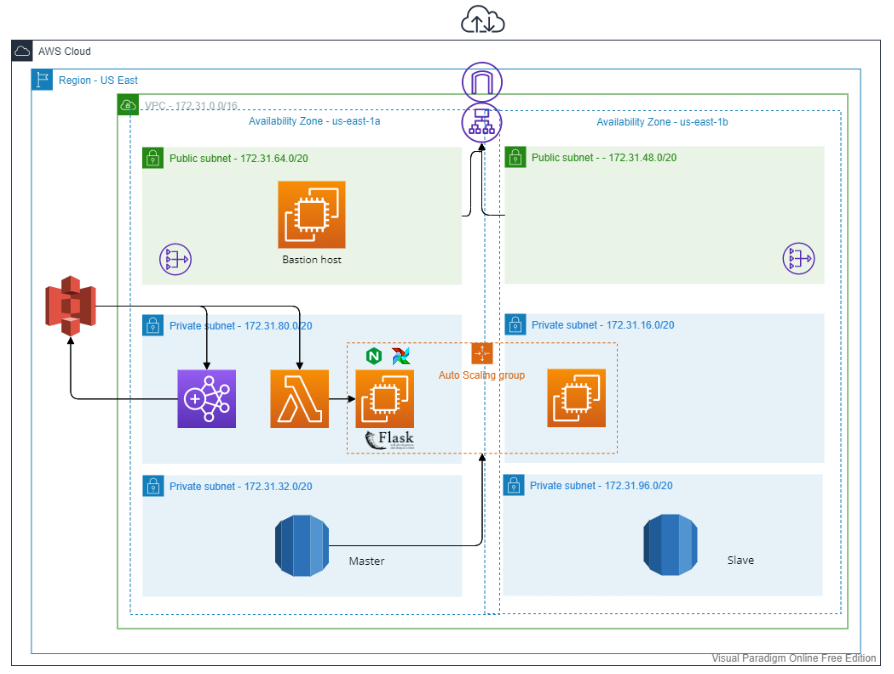 AWS Cloud
Region - US East
VPC - 172.31.0.0/16
Availability Zone - us-east-1a
Availability Zone - us-east-1b
Public subnet - 172.31.64.0/20
Public subnet - - 172.31.48.0/20
Bastion host
Private subnet - 172.31.80.0/20
Private subnet - 172.31.16.0/20
N
Auto Scaling group
Flask
Private subnet - 172.31.32.0/20
Private subnet - 172.31.96.0/20
Master
Slave
Visual Paradigm Online Free Edition